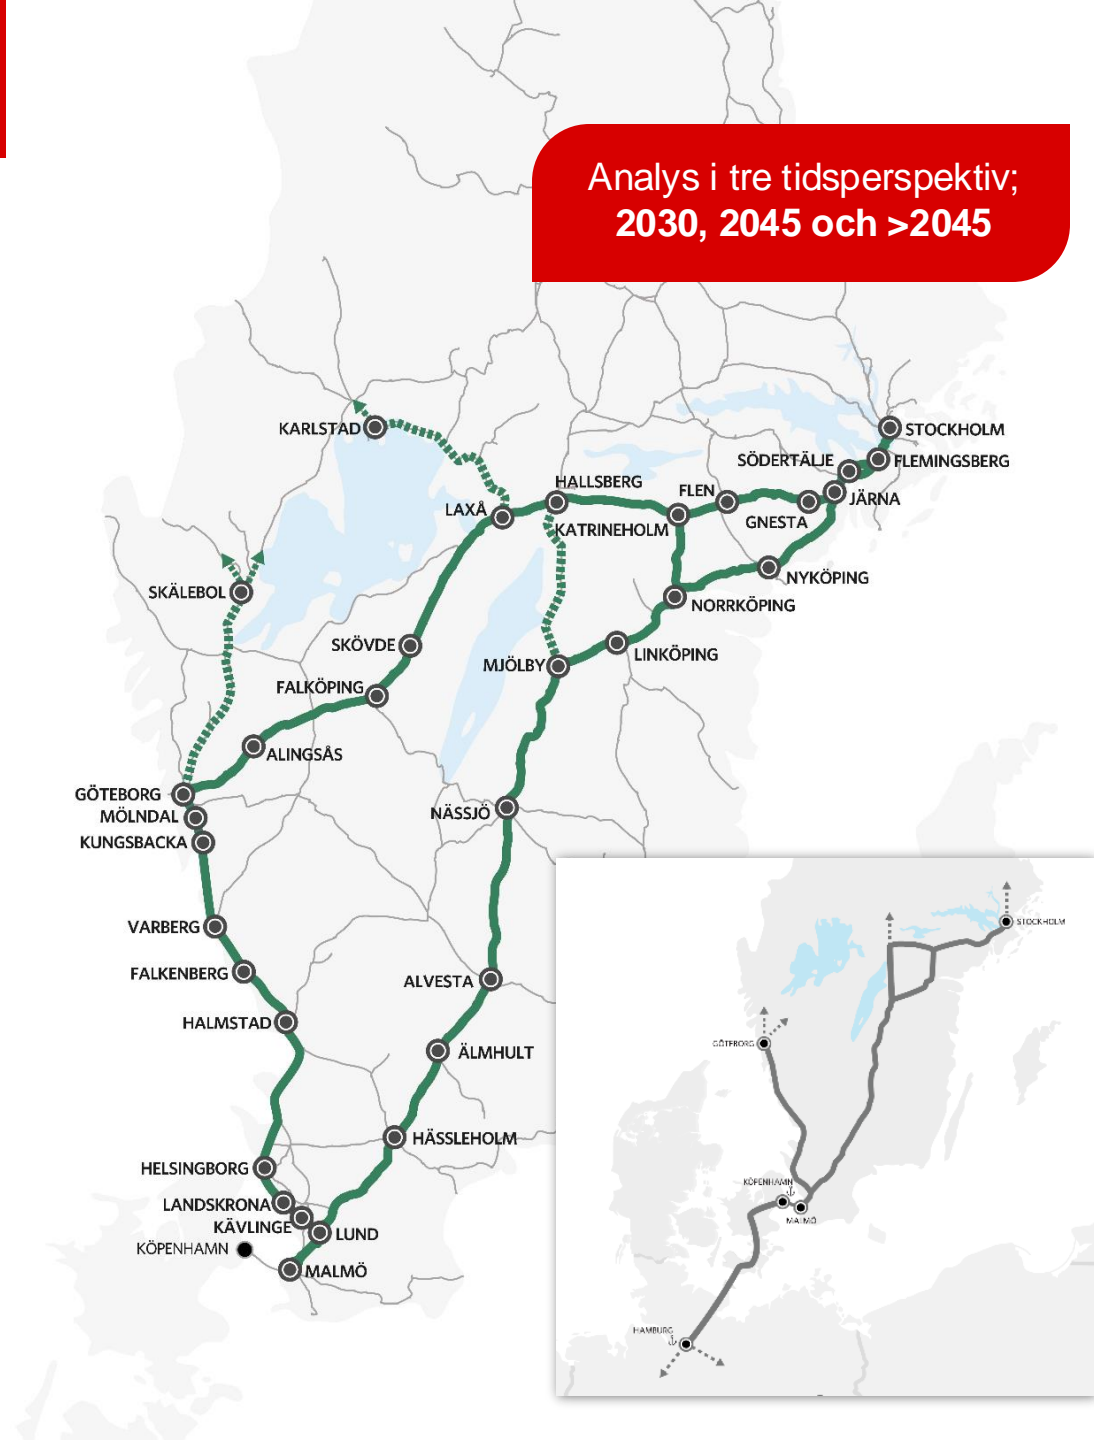 Analys i tre tidsperspektiv;
2030, 2045 och >2045
KARLSTAD
STOCKHOLM
SÖDERTÄLJE
FLEMINGSBERG
HALLSBERG
FLEN
JÄRNA
LAXÅ
KATRINEHOLM
GNESTA
NYKÖPING
SKÄLEBOL
NORRKÖPING
SKÖVDE
LINKÖPING
MJÖLBY
FALKÖPING
ALINGSÅS
GÖTEBORG
MÖLNDAL
NÄSSJÖ
KUNGSBACKA
VARBERG
FALKENBERG
ALVESTA
HALMSTAD
ÄLMHULT
HÄSSLEHOLM
HELSINGBORG
LANDSKRONA
KÄVLINGE
LUND
KÖPENHAMN
MALMÖ
STOCKHOLM
GÖTEBORG
KÖPENHAMN
MALMÖ
HAMBURG